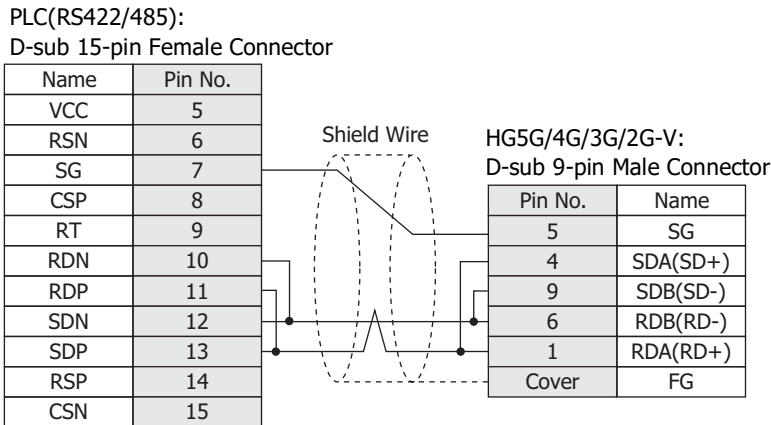 PLC(RS422/485):
D-sub 15-pin Female Connector
Name Pin No.
VCC 5
RSN 6
SG 7
CSP 8
RT 9
RDN 10
RDP 11
SDN 12
SDP 13
RSP 14
CSN 15
Shield Wire
HG5G/4G/3G/2G-V:
D-sub 9-pin Male Connector
Pin No. Name
5 SG
4 SDA(SD+)
9 SDB(SD-)
6 RDB(RD-)
1 RDA(RD+)
Cover FG